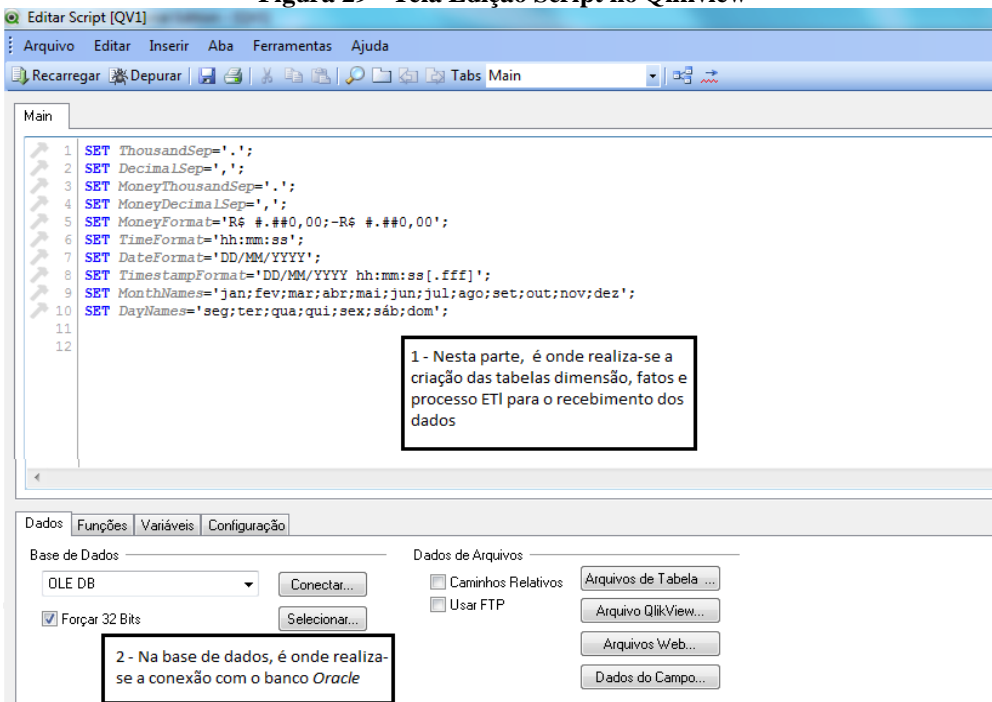 Figura 29 – Tela Edição Script no Qlikview
Editar Script [QV1]
Arquivo Editar Inserir Aba Ferramentas Ajuda
Recarregar Depurar Tabs Main
Main
1 SET ThousandSep='.';
2 SET DecimalSep=',';
3 SET MoneyThousandSep='.';
4 SET MoneyDecimalSep=',';
5 SET MoneyFormat='R$ #.##0,00;-R$ #.##0,00';
6 SET TimeFormat='hh:mm:ss';
7 SET DateFormat='DD/MM/YYYY';
8 SET TimestampFormat='DD/MM/YYYY hh:mm:ss[.fff]';
9 SET MonthNames='jan;fev;mar;abr;mai;jun;jul;ago;set;out;nov;dez';
10 SET DayNames='seg;ter;qua;qui;sex;sáb;dom';
11
12
1 - Nesta parte, é onde realiza-se a
criação das tabelas dimensão, fatos e
processo ETl para o recebimento dos
dados
Dados Funções Variáveis Configuração
Base de Dados
OLE DB Conectar...
Forçar 32 Bits Selecionar...
Dados de Arquivos
Caminhos Relativos Arquivos de Tabela ...
Usar FTP Arquivo QlikView...
Arquivos Web...
Dados do Campo...
2 - Na base de dados, é onde realiza-
se a conexão com o banco Oracle